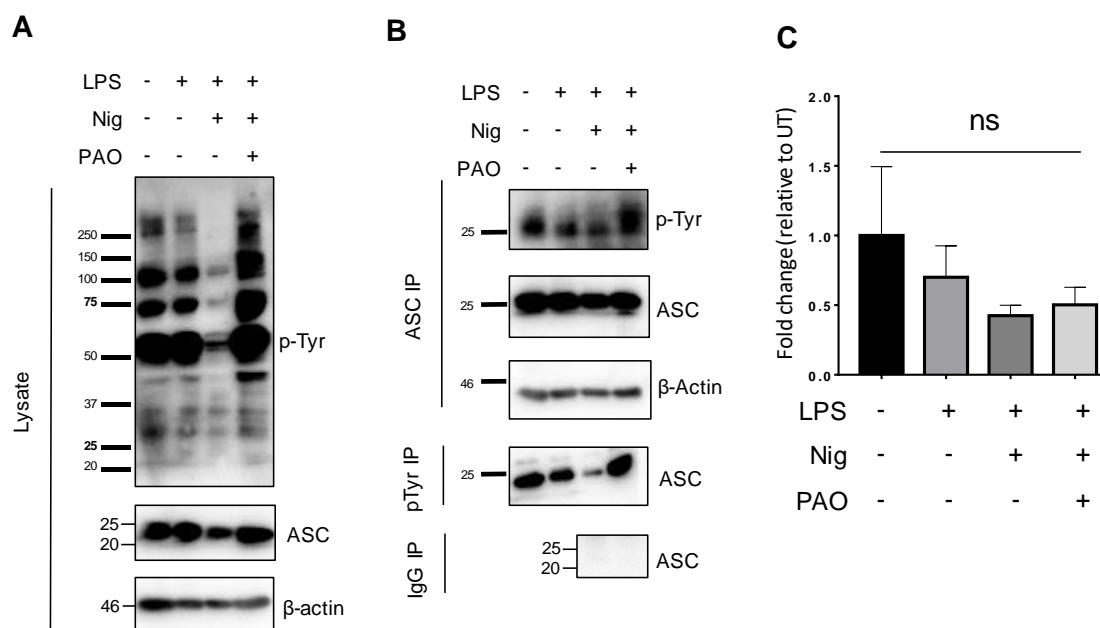 A
LPS - + + +
Nig - - + +
PAO - - - +
250
150
100
75
50
37
25
20
p-Tyr
Lysate
25
20
ASC
46
β-actin
B
LPS - + + +
Nig - - + +
PAO - - - +
25
p-Tyr
ASC IP
25
ASC
46
β-Actin
pTyr IP
25
ASC
IgG IP
25
20
ASC
C
Fold change (relative to UT)
2.0
1.5
1.0
0.5
0.0
ns
LPS - + + +
Nig - - + +
PAO - - - +